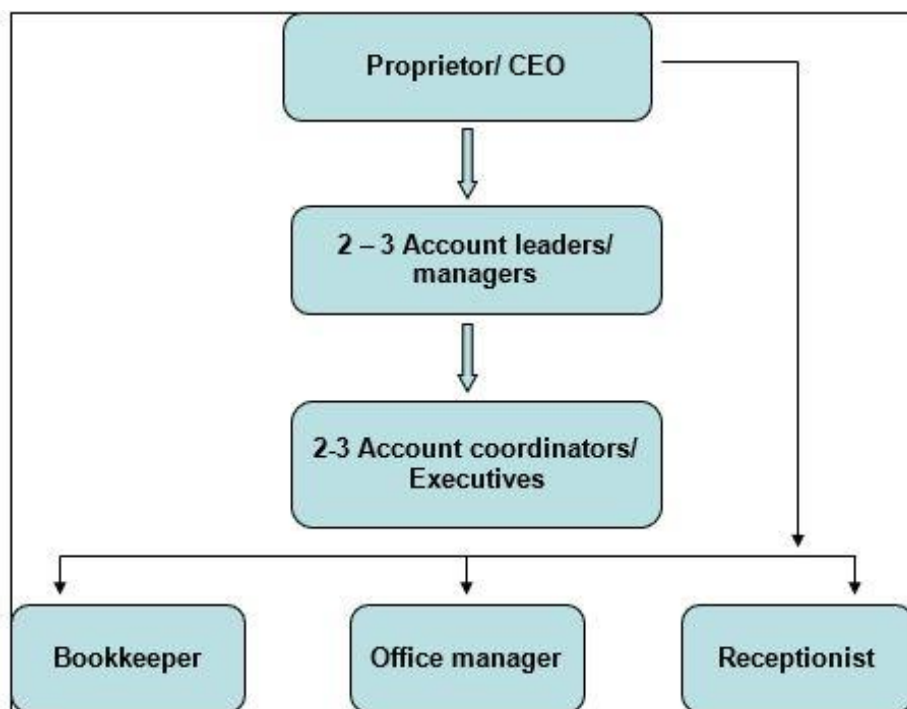 Proprietor/ CEO
2 – 3 Account leaders/
managers
2-3 Account coordinators/
Executives
Bookkeeper
Office manager
Receptionist